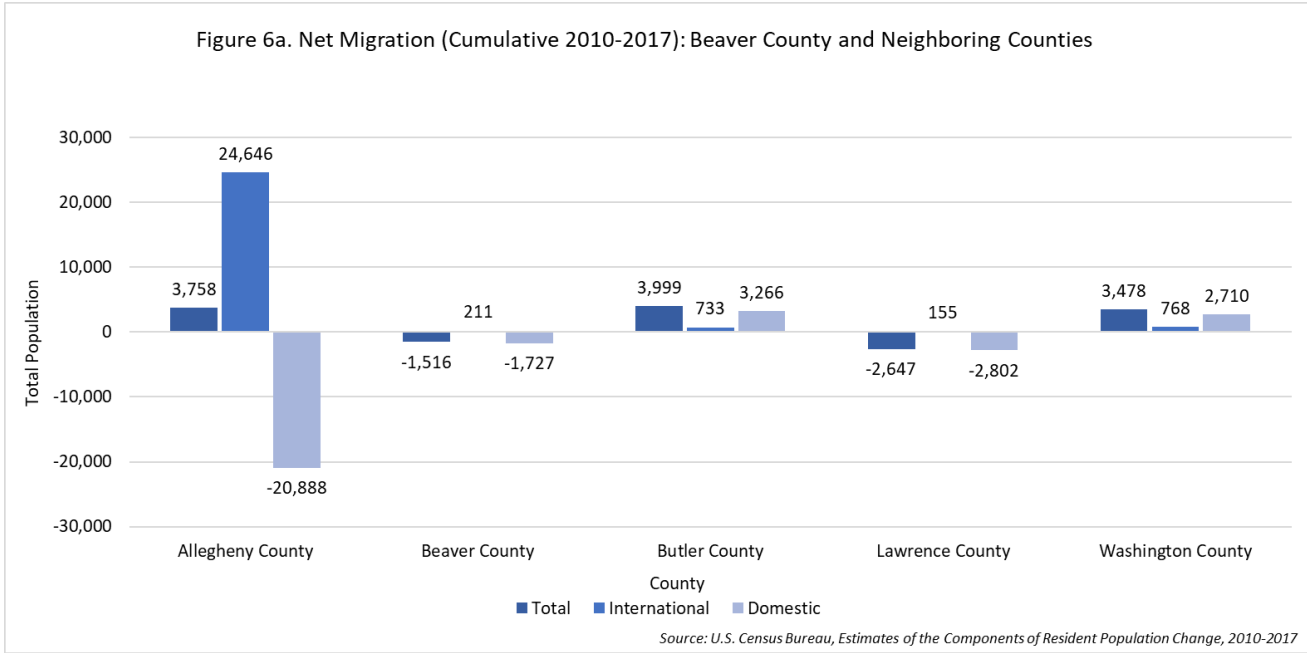 Figure 6a. Net Migration (Cumulative 2010-2017): Beaver County and Neighboring Counties
Total Population
30,000
20,000
10,000
0
-10,000
-20,000
-30,000
3,758
24,646
-20,888
-1,516
211
-1,727
3,999
733
3,266
-2,647
155
-2,802
3,478
768
2,710
Allegheny County
Beaver County
Butler County
Lawrence County
Washington County
County
Total
International
Domestic
Source: U.S. Census Bureau, Estimates of the Components of Resident Population Change, 2010-2017